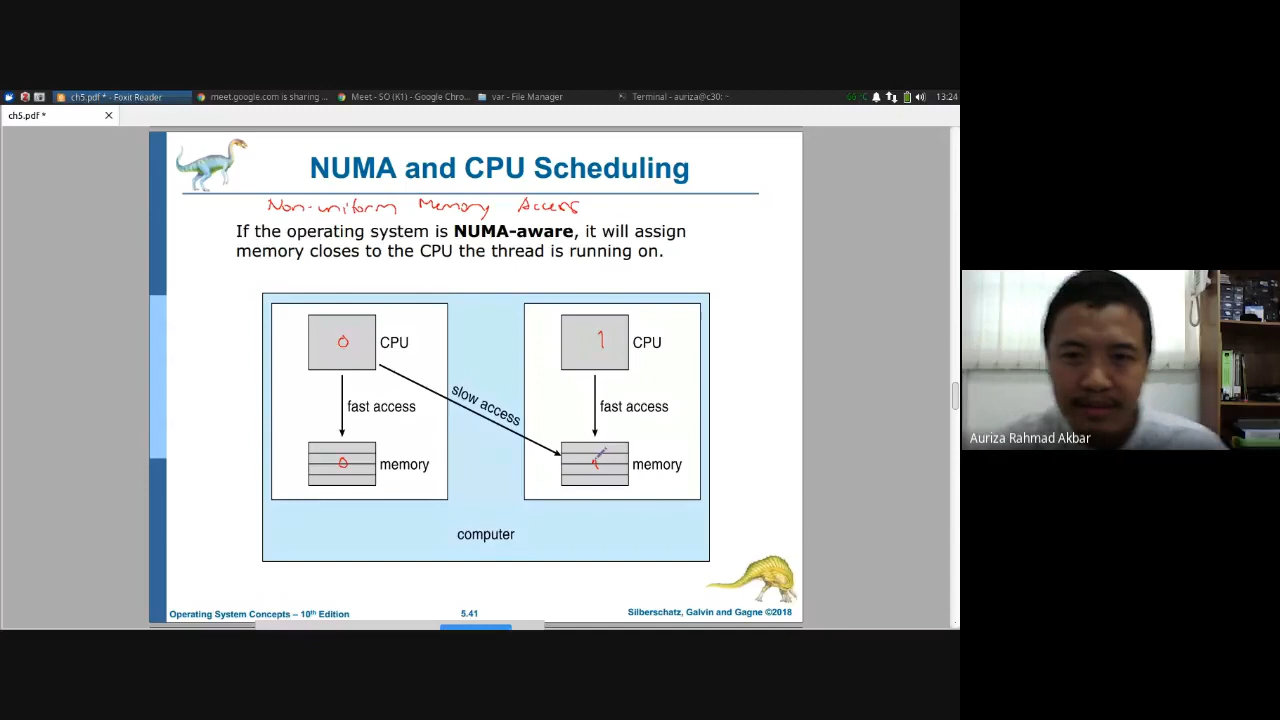 ch5.pdf * - Foxit Reader
meet.google.com is sharing ...
Meet - SO (K1) - Google Chro...
var - File Manager
Terminal - auriza@c30: ~
66°C
13:24
ch5.pdf *
NUMA and CPU Scheduling
Non-uniform Memory Access
If the operating system is NUMA-aware, it will assign
memory closes to the CPU the thread is running on.
0 CPU
1 CPU
slow access
fast access
fast access
0 memory
1 memory
computer
Operating System Concepts – 10th Edition
5.41
Silberschatz, Galvin and Gagne ©2018
Auriza Rahmad Akbar